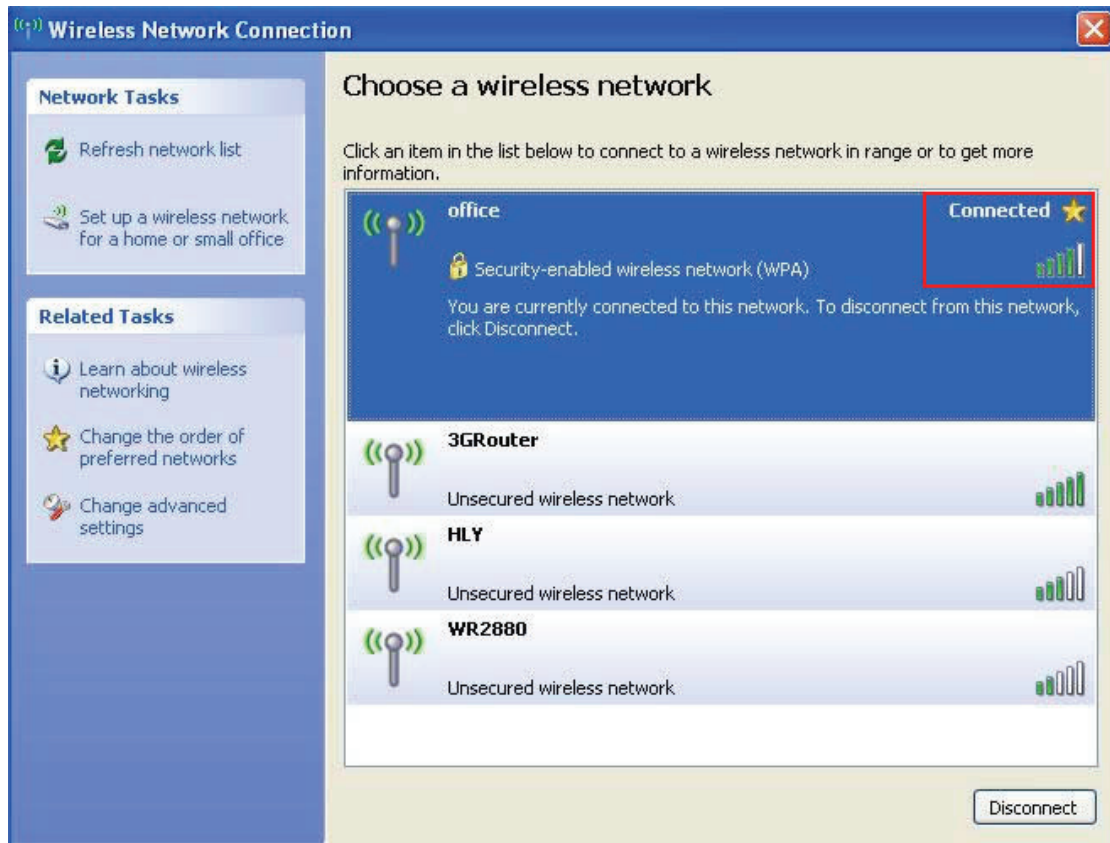 Wireless Network Connection
Network Tasks
Refresh network list
Set up a wireless network
for a home or small office
Related Tasks
Learn about wireless
networking
Change the order of
preferred networks
Change advanced
settings
Choose a wireless network
Click an item in the list below to connect to a wireless network in range or to get more
information.
office
Connected
Security-enabled wireless network (WPA)
You are currently connected to this network. To disconnect from this network,
click Disconnect.
3GRouter
Unsecured wireless network
HLY
Unsecured wireless network
WR2880
Unsecured wireless network
Disconnect